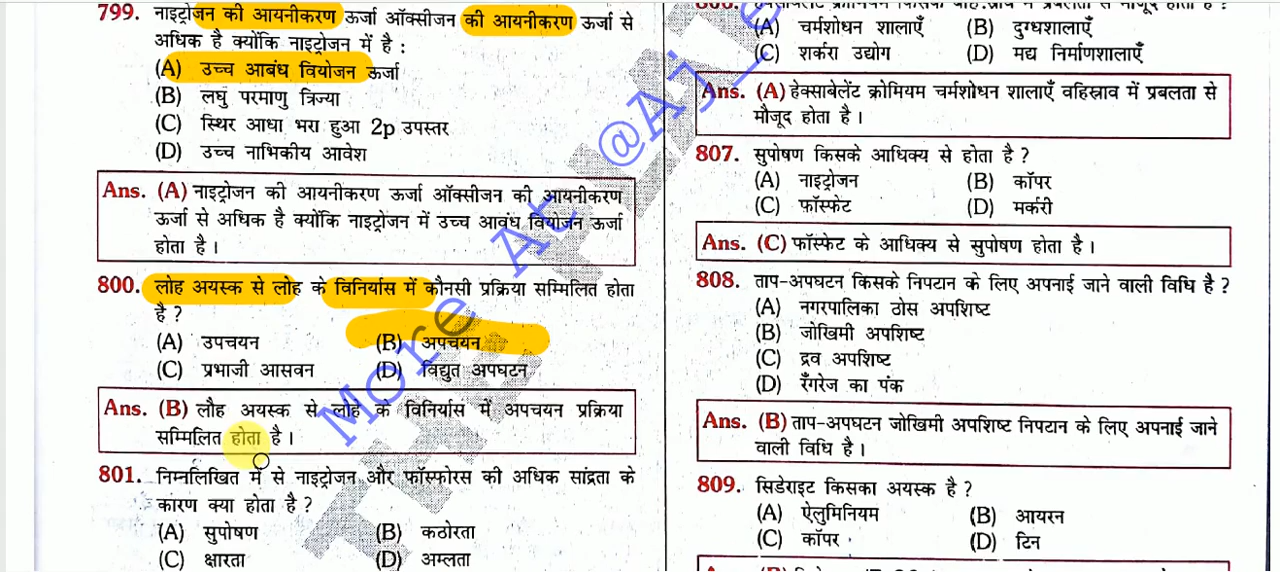 799. नाइट्रोजन की आयनीकरण ऊर्जा ऑक्सीजन की आयनीकरण ऊर्जा से
अधिक है क्योंकि नाइट्रोजन में है :
(A) उच्च आबंध वियोजन ऊर्जा
(B) लघु परमाणु त्रिज्या
(C) स्थिर आधा भरा हुआ 2p उपस्तर
(D) उच्च नाभिकीय आवेश
Ans. (A) नाइट्रोजन की आयनीकरण ऊर्जा ऑक्सीजन की आयनीकरण
ऊर्जा से अधिक है क्योंकि नाइट्रोजन में उच्च आवंध वियोजन ऊर्जा
होता है ।
800. लोह अयस्क से लोह के विनिर्यास में कौनसी प्रक्रिया सम्मिलित होता
है ?
(A) उपचयन (B) अपचयन
(C) प्रभाजी आसवन (D) विद्युत अपघटन
Ans. (B) लौह अयस्क से लोहे के विनिर्यास में अपचयन प्रक्रिया
सम्मिलित होता है ।
801. निम्नलिखित में से नाइट्रोजन और फॉस्फोरस की अधिक सांद्रता के
कारण क्या होता है ?
(A) सुपोषण (B) कठोरता
(C) क्षारता (D) अम्लता
(A) चर्मशोधन शालाएँ (B) दुग्धशालाएँ
(C) शर्करा उद्योग (D) मद्य निर्माणशालाएँ
Ans. (A) हेक्साबेलेंट क्रोमियम चर्मशोधन शालाएँ वहिस्राव में प्रबलता से
मौजूद होता है ।
807. सुपोषण किसके आधिक्य से होता है ?
(A) नाइट्रोजन (B) कॉपर
(C) फॉस्फेट (D) मर्करी
Ans. (C) फॉस्फेट के आधिक्य से सुपोषण होता है ।
808. ताप-अपघटन किसके निपटान के लिए अपनाई जाने वाली विधि है ?
(A) नगरपालिका ठोस अपशिष्ट
(B) जोखिमी अपशिष्ट
(C) द्रव अपशिष्ट
(D) रँगरेज का पंक
Ans. (B) ताप-अपघटन जोखिमी अपशिष्ट निपटान के लिए अपनाई जाने
वाली विधि है ।
809. सिडेराइट किसका अयस्क है ?
(A) ऐलुमिनियम (B) आयरन
(C) कॉपर (D) टिन
More At